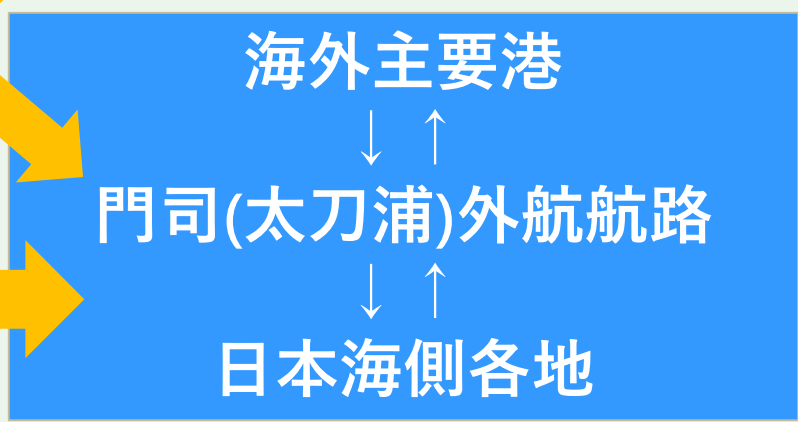 海外主要港
↓ ↑
門司(太刀浦)外航航路
↓ ↑
日本海側各地